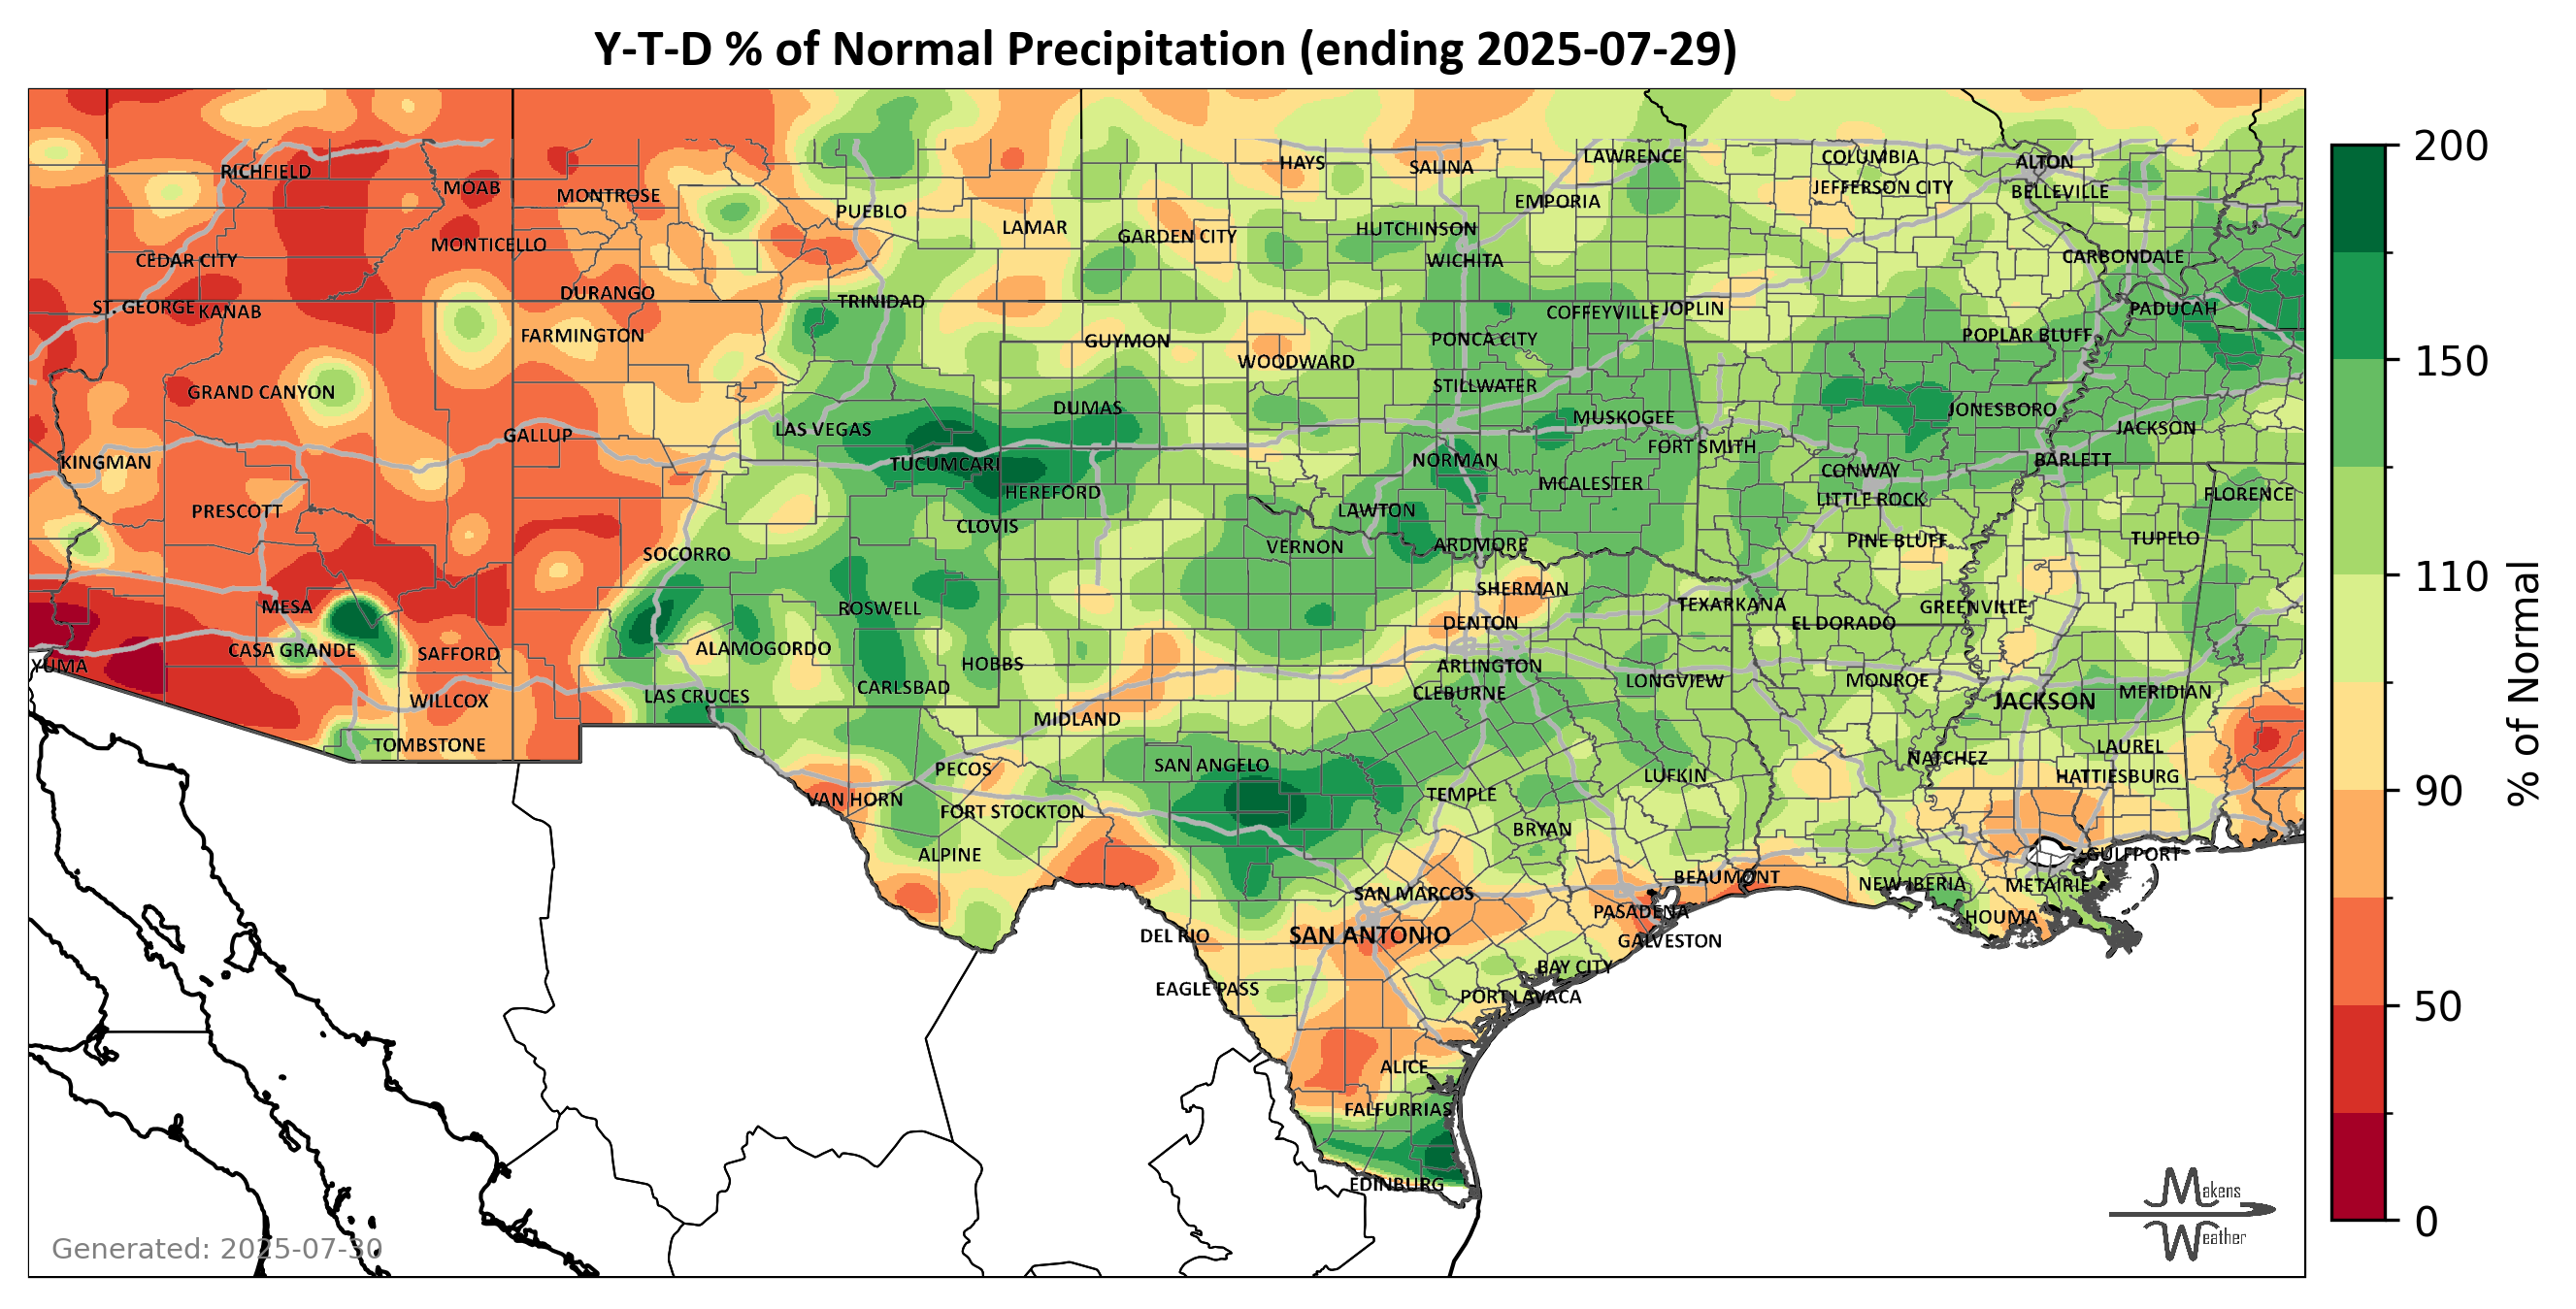 Y-T-D % of Normal Precipitation (ending 2025-07-29)
RICHFIELD
MOAB
MONTROSE
PUEBLO
LAMAR
HAYS
SALINA
LAWRENCE
COLUMBIA
ALTON
JEFFERSON CITY
BELLEVILLE
EMPORIA
GARDEN CITY
HUTCHINSON
MONTICELLO
CEDAR CITY
WICHITA
CARBONDALE
DURANGO
TRINIDAD
ST. GEORGE
KANAB
COFFEYVILLE
JOPLIN
PADUCAH
FARMINGTON
GUYMON
PONCA CITY
POPLAR BLUFF
WOODWARD
GRAND CANYON
STILLWATER
DUMAS
MUSKOGEE
JONESBORO
LAS VEGAS
GALLUP
JACKSON
FORT SMITH
KINGMAN
TUCUMCARI
NORMAN
BARLETT
CONWAY
HEREFORD
MCALESTER
LITTLE ROCK
FLORENCE
PRESCOTT
LAWTON
CLOVIS
SOCORRO
VERNON
ARDMORE
PINE BLUFF
TUPELO
SHERMAN
MESA
ROSWELL
TEXARKANA
GREENVILLE
DENTON
EL DORADO
CASA GRANDE
SAFFORD
ALAMOGORDO
HOBBS
YUMA
ARLINGTON
LONGVIEW
MONROE
WILLCOX
LAS CRUCES
CARLSBAD
CLEBURNE
JACKSON
MERIDIAN
MIDLAND
TOMBSTONE
PECOS
SAN ANGELO
LUFKIN
NATCHEZ
LAUREL
HATTIESBURG
VAN HORN
FORT STOCKTON
TEMPLE
BRYAN
ALPINE
GULFPORT
SAN MARCOS
BEAUMONT
NEW IBERIA
METAIRIE
PASADENA
HOUMA
DEL RIO
SAN ANTONIO
GALVESTON
BAY CITY
EAGLE PASS
PORT LAVACA
ALICE
FALFURRIAS
EDINBURG
Generated: 2025-07-30
Makens
Weather
200
150
110
90
50
0
% of Normal